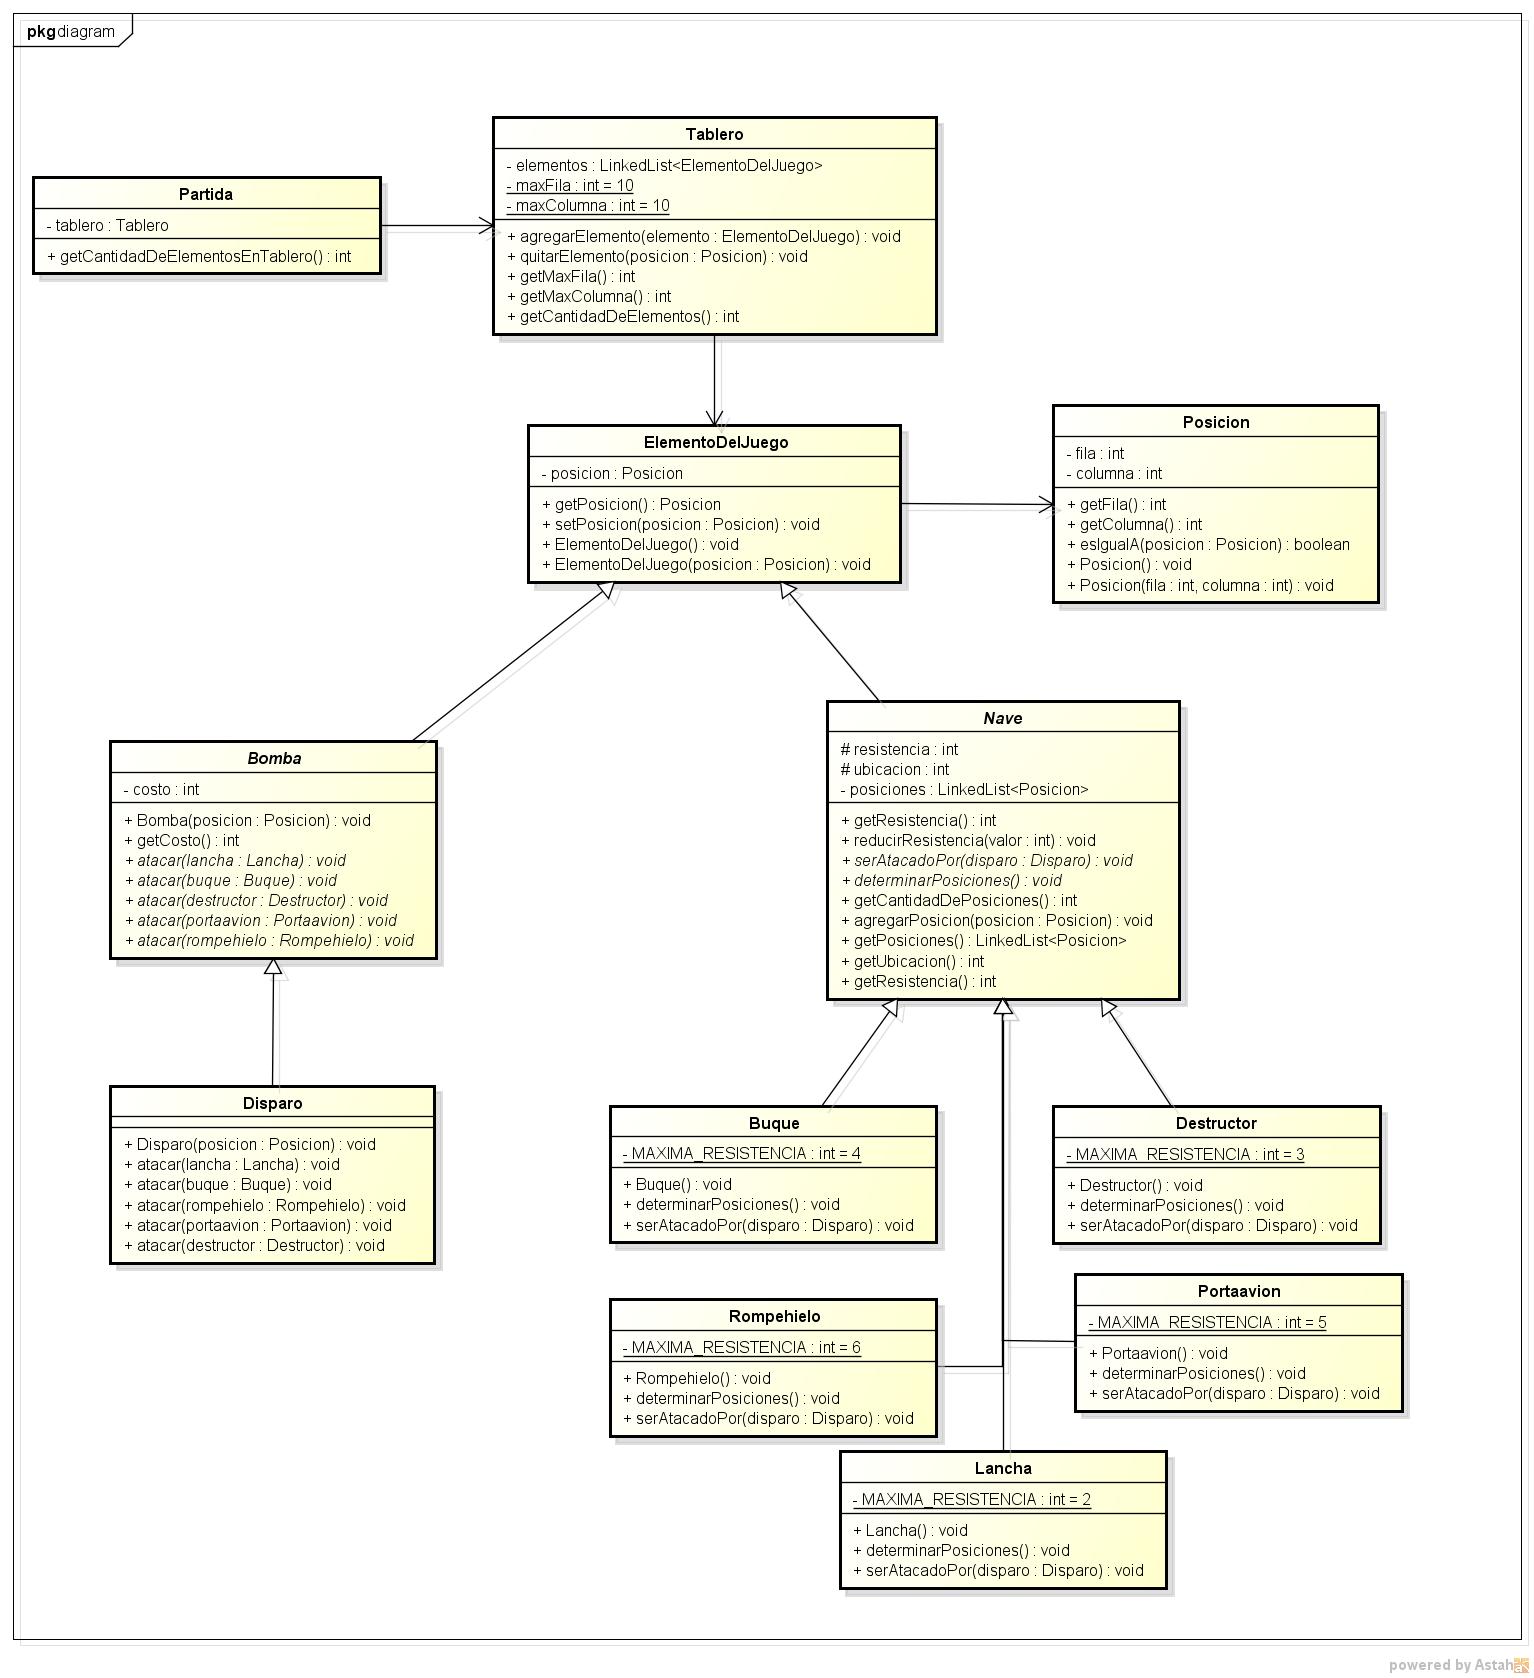 pkg diagram
Tablero
- elementos : LinkedList<ElementoDelJuego>
- maxFila : int = 10
- maxColumna : int = 10
+ agregarElemento(elemento : ElementoDelJuego) : void
+ quitarElemento(posicion : Posicion) : void
+ getMaxFila() : int
+ getMaxColumna() : int
+ getCantidadDeElementos() : int
Partida
- tablero : Tablero
+ getCantidadDeElementosEnTablero() : int
ElementoDelJuego
- posicion : Posicion
+ getPosicion() : Posicion
+ setPosicion(posicion : Posicion) : void
+ ElementoDelJuego() : void
+ ElementoDelJuego(posicion : Posicion) : void
Posicion
- fila : int
- columna : int
+ getFila() : int
+ getColumna() : int
+ esIgualA(posicion : Posicion) : boolean
+ Posicion() : void
+ Posicion(fila : int, columna : int) : void
Bomba
- costo : int
+ Bomba(posicion : Posicion) : void
+ getCosto() : int
+ atacar(lancha : Lancha) : void
+ atacar(buque : Buque) : void
+ atacar(destructor : Destructor) : void
+ atacar(portaavion : Portaavion) : void
+ atacar(rompehielo : Rompehielo) : void
Nave
# resistencia : int
# ubicacion : int
- posiciones : LinkedList<Posicion>
+ getResistencia() : int
+ reducirResistencia(valor : int) : void
+ serAtacadoPor(disparo : Disparo) : void
+ determinarPosiciones() : void
+ getCantidadDePosiciones() : int
+ agregarPosicion(posicion : Posicion) : void
+ getPosiciones() : LinkedList<Posicion>
+ getUbicacion() : int
+ getResistencia() : int
Disparo
+ Disparo(posicion : Posicion) : void
+ atacar(lancha : Lancha) : void
+ atacar(buque : Buque) : void
+ atacar(rompehielo : Rompehielo) : void
+ atacar(portaavion : Portaavion) : void
+ atacar(destructor : Destructor) : void
Buque
- MAXIMA_RESISTENCIA : int = 4
+ Buque() : void
+ determinarPosiciones() : void
+ serAtacadoPor(disparo : Disparo) : void
Destructor
- MAXIMA_RESISTENCIA : int = 3
+ Destructor() : void
+ determinarPosiciones() : void
+ serAtacadoPor(disparo : Disparo) : void
Rompehielo
- MAXIMA_RESISTENCIA : int = 6
+ Rompehielo() : void
+ determinarPosiciones() : void
+ serAtacadoPor(disparo : Disparo) : void
Portaavion
- MAXIMA_RESISTENCIA : int = 5
+ Portaavion() : void
+ determinarPosiciones() : void
+ serAtacadoPor(disparo : Disparo) : void
Lancha
- MAXIMA_RESISTENCIA : int = 2
+ Lancha() : void
+ determinarPosiciones() : void
+ serAtacadoPor(disparo : Disparo) : void
powered by Astah